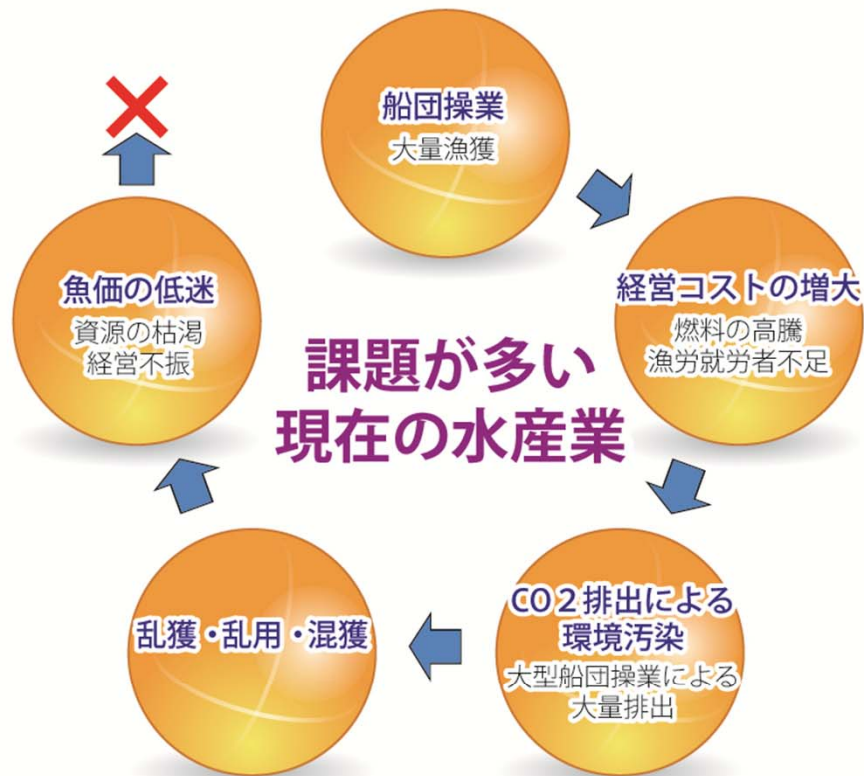 船団操業
大量漁獲
経営コストの増大
燃料の高騰
漁労就労者不足
CO2排出による
環境汚染
大型船団操業による
大量排出
乱獲・乱用・混獲
魚価の低迷
資源の枯渇
経営不振
課題が多い
現在の水産業